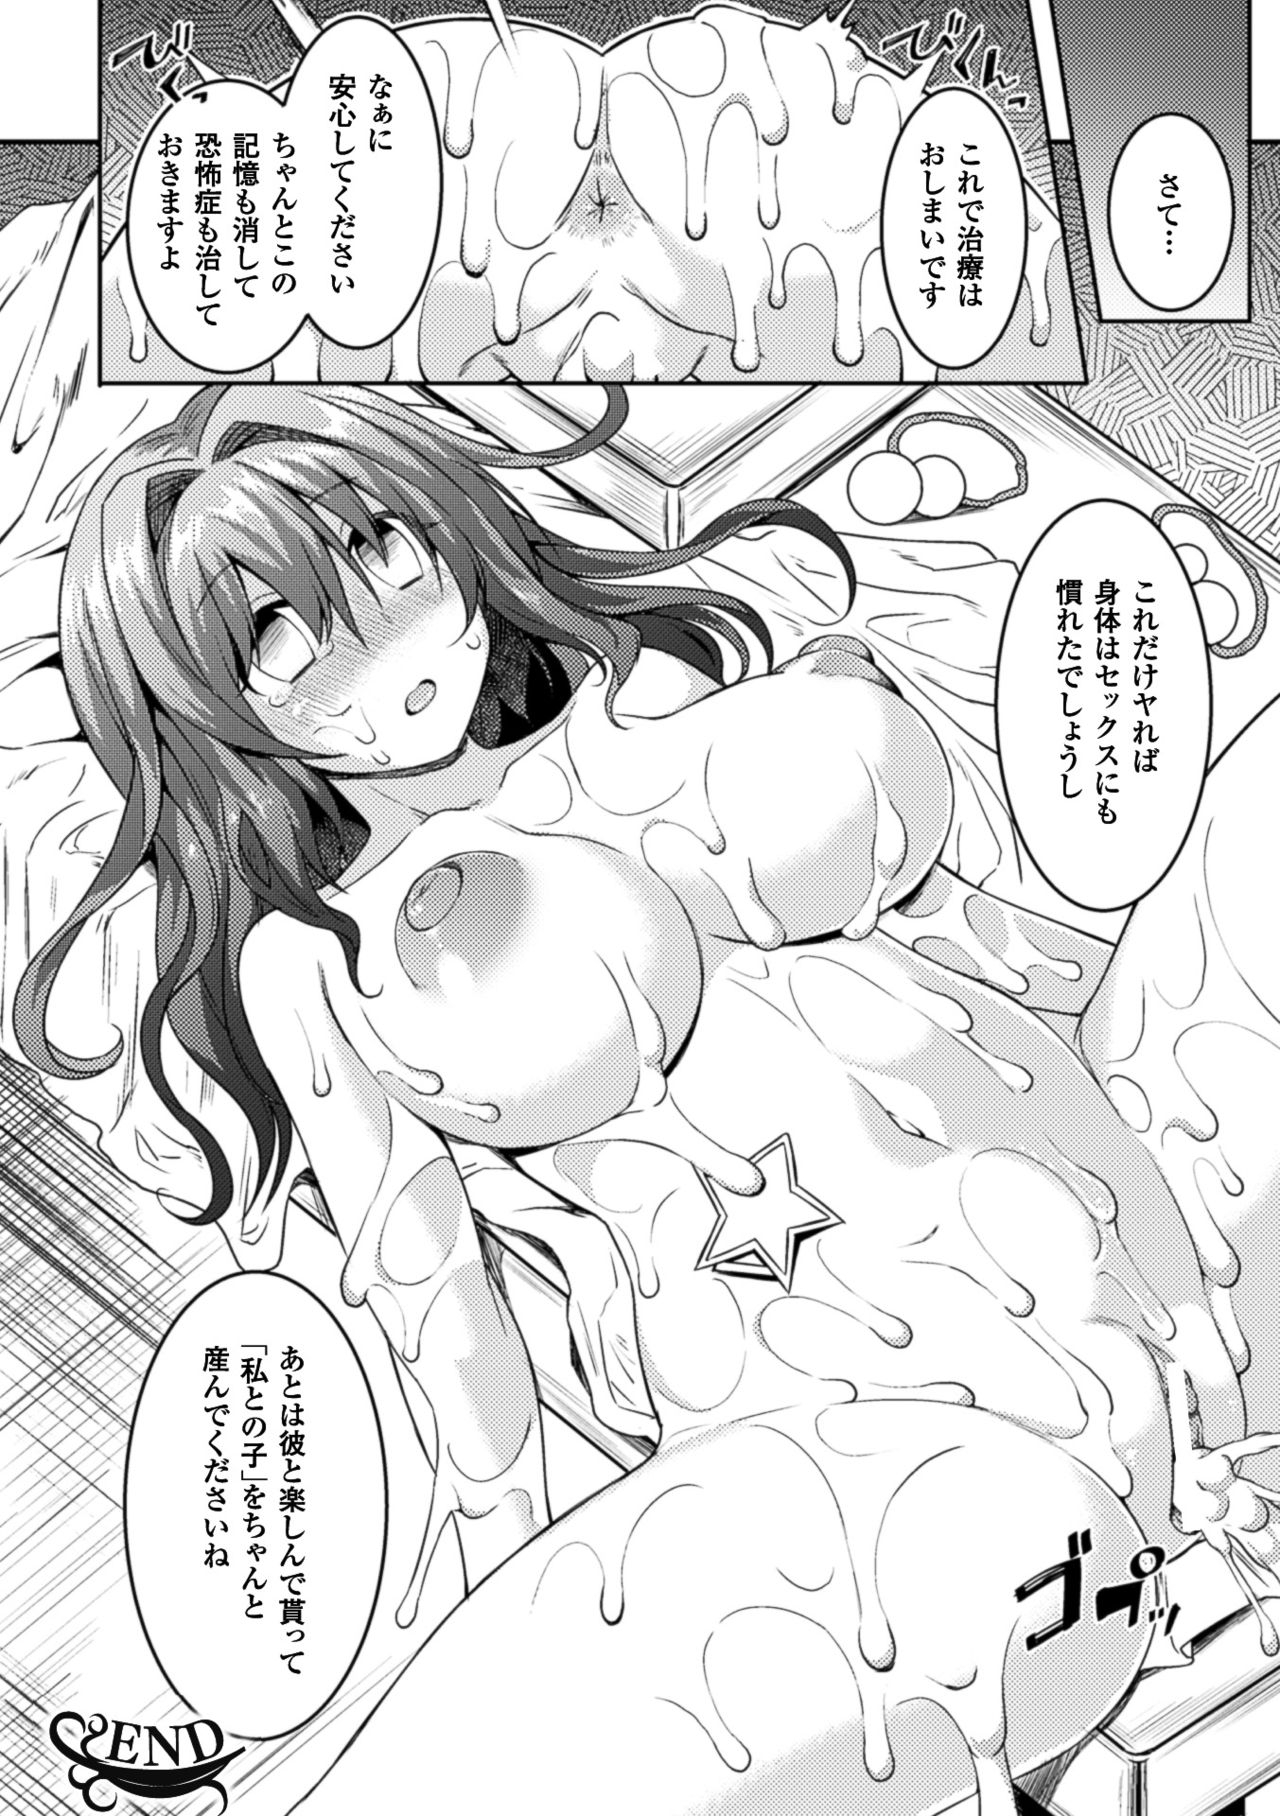 さて…
これで治療は
おしまいです
びくんっ
なぁに
安心してください
ちゃんとこの
記憶も消して
恐怖症も治して
おきますよ
びくっ
これだけヤれば
身体はセックスにも
慣れたでしょうし
ゴプッ
あとは彼と楽しんで貰って
「私との子」をちゃんと
産んでくださいね
END